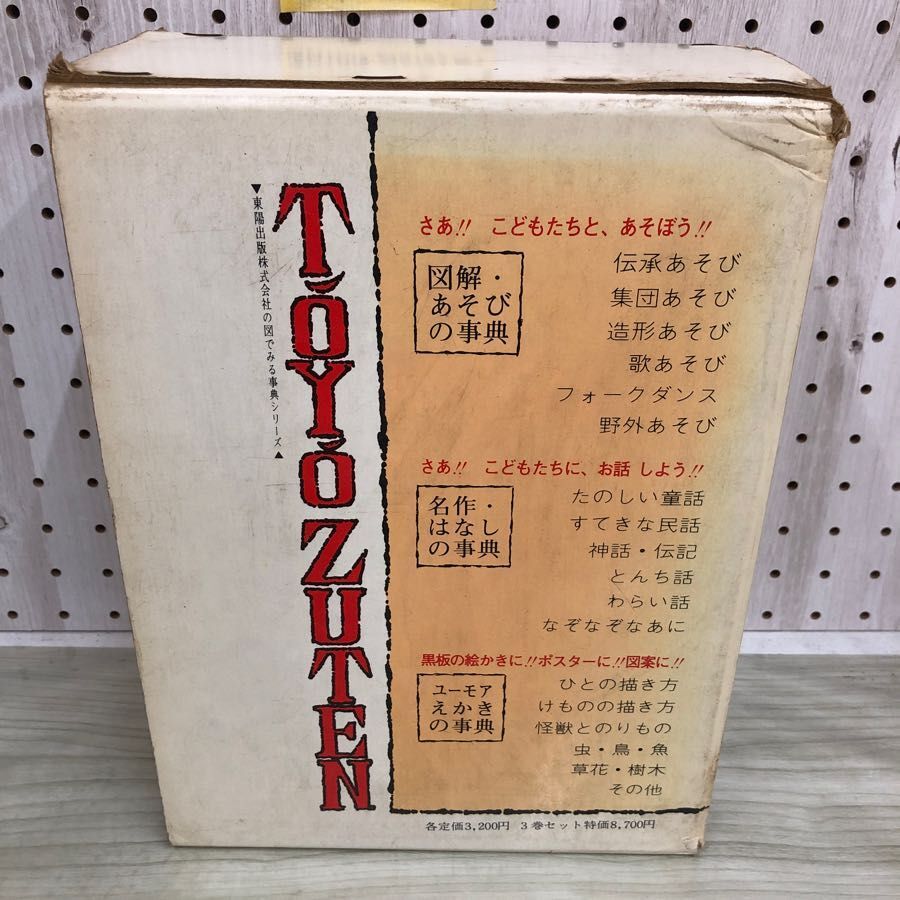 ▼東陽出版株式会社の図でみる事典シリーズ▲
TŌYŌZUTEN
さあ!! こどもたちと、あそぼう!!
図解・
あそび
の事典
伝承あそび
集団あそび
造形あそび
歌あそび
フォークダンス
野外あそび
さあ!! こどもたちに、お話 しよう!!
名作・
はなし
の事典
たのしい童話
すてきな民話
神話・伝記
とんち話
わらい話
なぞなぞなあに
黒板の絵かきに!!ポスターに!!図案に!!
ユーモア
えかき
の事典
ひとの描き方
けものの描き方
怪獣とのりもの
虫・鳥・魚
草花・樹木
その他
各定価3,200円 3巻セット特価8,700円